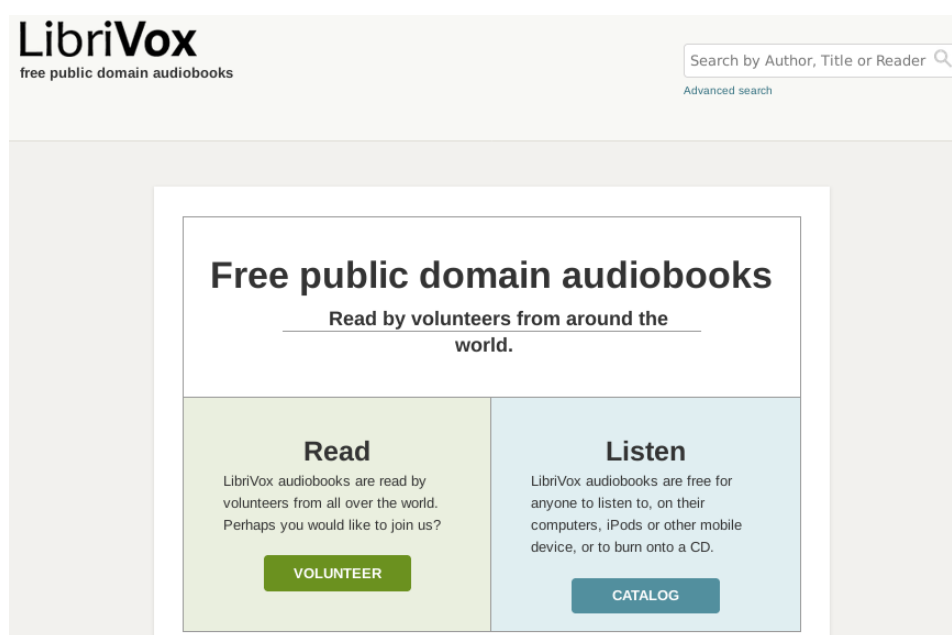 LibriVox
free public domain audiobooks
Search by Author, Title or Reader
Advanced search
Free public domain audiobooks
Read by volunteers from around the
world.
Read
LibriVox audiobooks are read by
volunteers from all over the world.
Perhaps you would like to join us?
VOLUNTEER
Listen
LibriVox audiobooks are free for
anyone to listen to, on their
computers, iPods or other mobile
device, or to burn onto a CD.
CATALOG